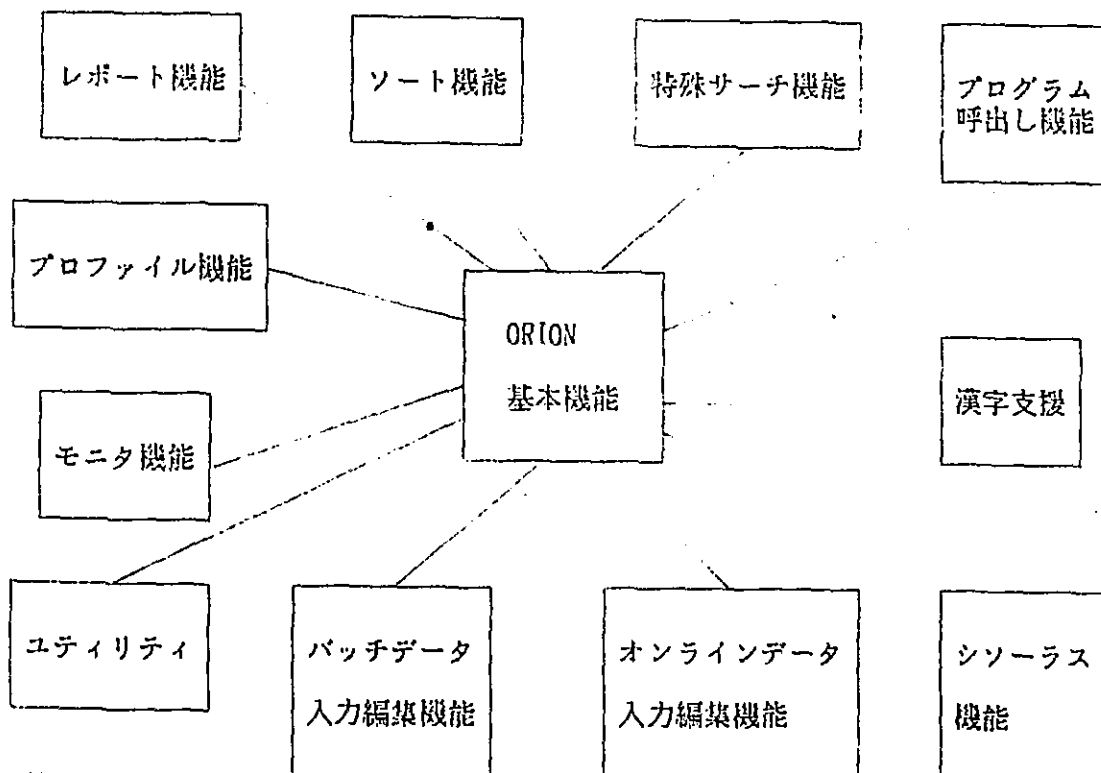 レポート機能
ソート機能
特殊サーチ機能
プログラム
呼出し機能
プロファイル機能
ORION
基本機能
モニタ機能
漢字支援
ユティリティ
バッチデータ
入力編集機能
オンラインデータ
入力編集機能
シソーラス
機能